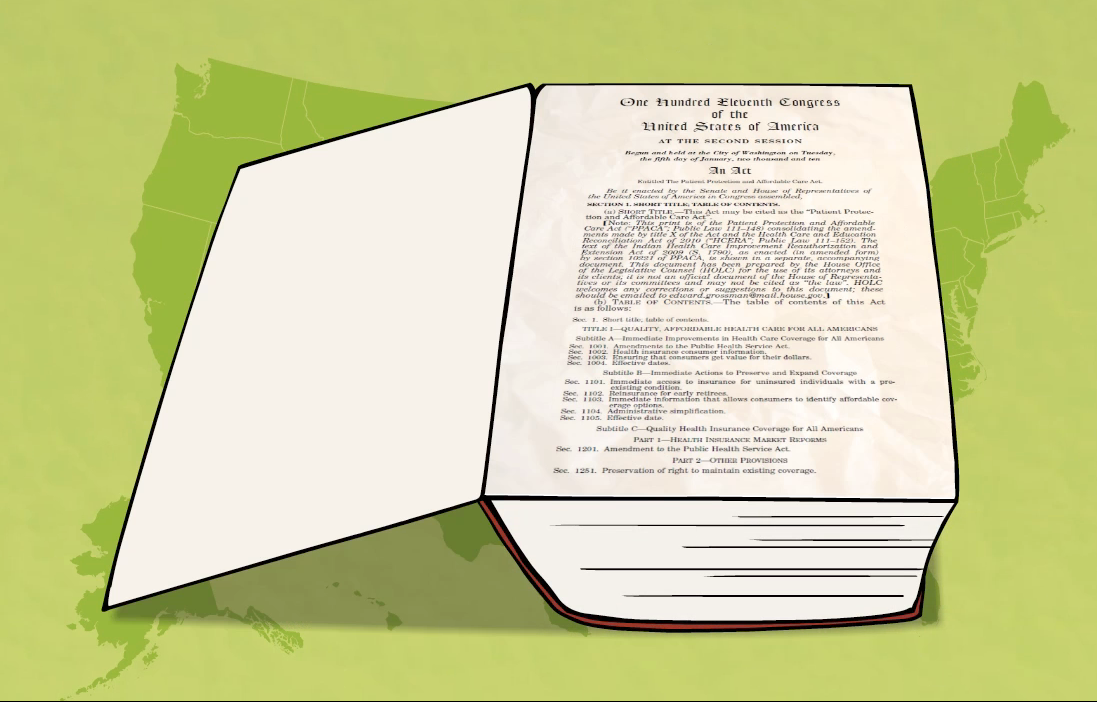 One Hundred Eleventh Congress
of the
United States of America
AT THE SECOND SESSION
Begun and held at the City of Washington on Tuesday,
the fifth day of January, two thousand and ten
An Act
Entitled The Patient Protection and Affordable Care Act.
Be it enacted by the Senate and House of Representatives of
the United States of America in Congress assembled,
SECTION 1. SHORT TITLE, TABLE OF CONTENTS.
(a) SHORT TITLE.—This Act may be cited as the “Patient Protec-
tion and Affordable Care Act”.
[Note: This print is of the Patient Protection and Affordable
Care Act (“PPACA”; Public Law 111–148) consolidating the amend-
ments made by title X of the Act and the Health Care and Education
Reconciliation Act of 2010 (“HCERA”; Public Law 111–152). The
text of the Indian Health Care Improvement Reauthorization and
Extension Act of 2009 (S. 1790), as enacted (in amended form)
by section 10221 of PPACA, is shown in a separate, accompanying
document. This document has been prepared by the House Office
of the Legislative Counsel (HOLC) for the use of its attorneys and
its clients; it is not an official document of the House of Representa-
tives or its committees and may not be cited as “the law”. HOLC
welcomes any corrections or suggestions to this document; these
should be emailed to edward.grossman@mail.house.gov.]
(b) TABLE OF CONTENTS.—The table of contents of this Act
is as follows:
Sec. 1. Short title, table of contents.
TITLE I—QUALITY, AFFORDABLE HEALTH CARE FOR ALL AMERICANS
Subtitle A—Immediate Improvements in Health Care Coverage for All Americans
Sec. 1001. Amendments to the Public Health Service Act.
Sec. 1002. Health insurance consumer information.
Sec. 1003. Ensuring that consumers get value for their dollars.
Sec. 1004. Effective dates.
Subtitle B—Immediate Actions to Preserve and Expand Coverage
Sec. 1101. Immediate access to insurance for uninsured individuals with a pre-
existing condition.
Sec. 1102. Reinsurance for early retirees.
Sec. 1103. Immediate information that allows consumers to identify affordable cov-
erage options.
Sec. 1104. Administrative simplification.
Sec. 1105. Effective date.
Subtitle C—Quality Health Insurance Coverage for All Americans
PART 1—HEALTH INSURANCE MARKET REFORMS
Sec. 1201. Amendment to the Public Health Service Act.
PART 2—OTHER PROVISIONS
Sec. 1251. Preservation of right to maintain existing coverage.